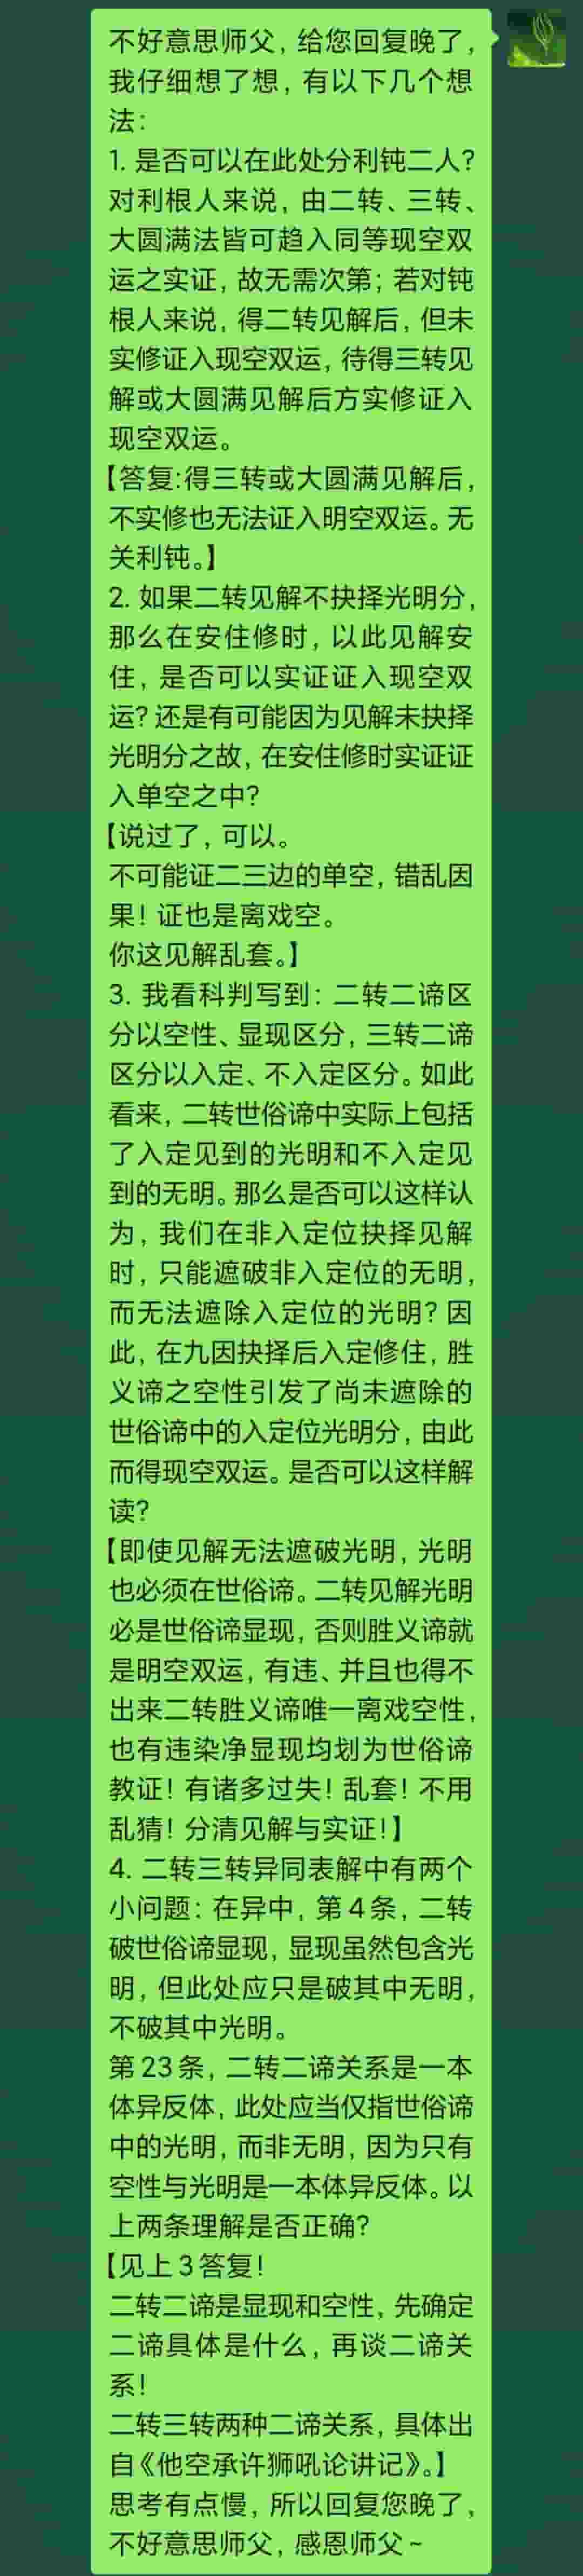 不好意思师父，给您回复晚了，
我仔细想了想，有以下几个想
法：
1. 是否可以在此处分利钝二人？
对利根人来说，由二转、三转、
大圆满法皆可趋入同等现空双
运之实证，故无需次第；若对钝
根人来说，得二转见解后，但未
实修证入现空双运，待得三转见
解或大圆满见解后方实修证入
现空双运。
【答复：得三转或大圆满见解后，
不实修也无法证入明空双运。无
关利钝。】
2. 如果二转见解不抉择光明分，
那么在安住修时，以此见解安
住，是否可以实证证入现空双
运？还是有可能因为见解未抉择
光明分之故，在安住修时实证证
入单空之中？
【说过了，可以。
不可能证二三边的单空，错乱因
果！证也是离戏空。
你这见解乱套。】
3. 我看科判写到：二转二谛区
分以空性、显现区分，三转二谛
区分以入定、不入定区分。如此
看来，二转世俗谛中实际上包括
了入定见到的光明和不入定见
到的无明。那么是否可以这样认
为，我们在非入定位抉择见解
时，只能遮破非入定位的无明，
而无法遮除入定位的光明？因
此，在九因抉择后入定修住，胜
义谛之空性引发了尚未遮除的
世俗谛中的入定位光明分，由此
而得现空双运。是否可以这样解
读？
【即使见解无法遮破光明，光明
也必须在世俗谛。二转见解光明
必是世俗谛显现，否则胜义谛就
是明空双运，有违、并且也得不
出来二转胜义谛唯一离戏空性，
也有违染净显现均划为世俗谛
教证！有诸多过失！乱套！不用
乱猜！分清见解与实证！】
4. 二转三转异同表解中有两个
小问题：在异中，第4条，二转
破世俗谛显现，显现虽然包含光
明，但此处应只是破其中无明，
不破其中光明。
第23条，二转二谛关系是一本
体异反体，此处应当仅指世俗谛
中的光明，而非无明，因为只有
空性与光明是一本体异反体。以
上两条理解是否正确？
【见上3答复！
二转二谛是显现和空性，先确定
二谛具体是什么，再谈二谛关
系！
二转三转两种二谛关系，具体出
自《他空承许狮吼论讲记》。】
思考有点慢，所以回复您晚了，
不好意思师父，感恩师父~